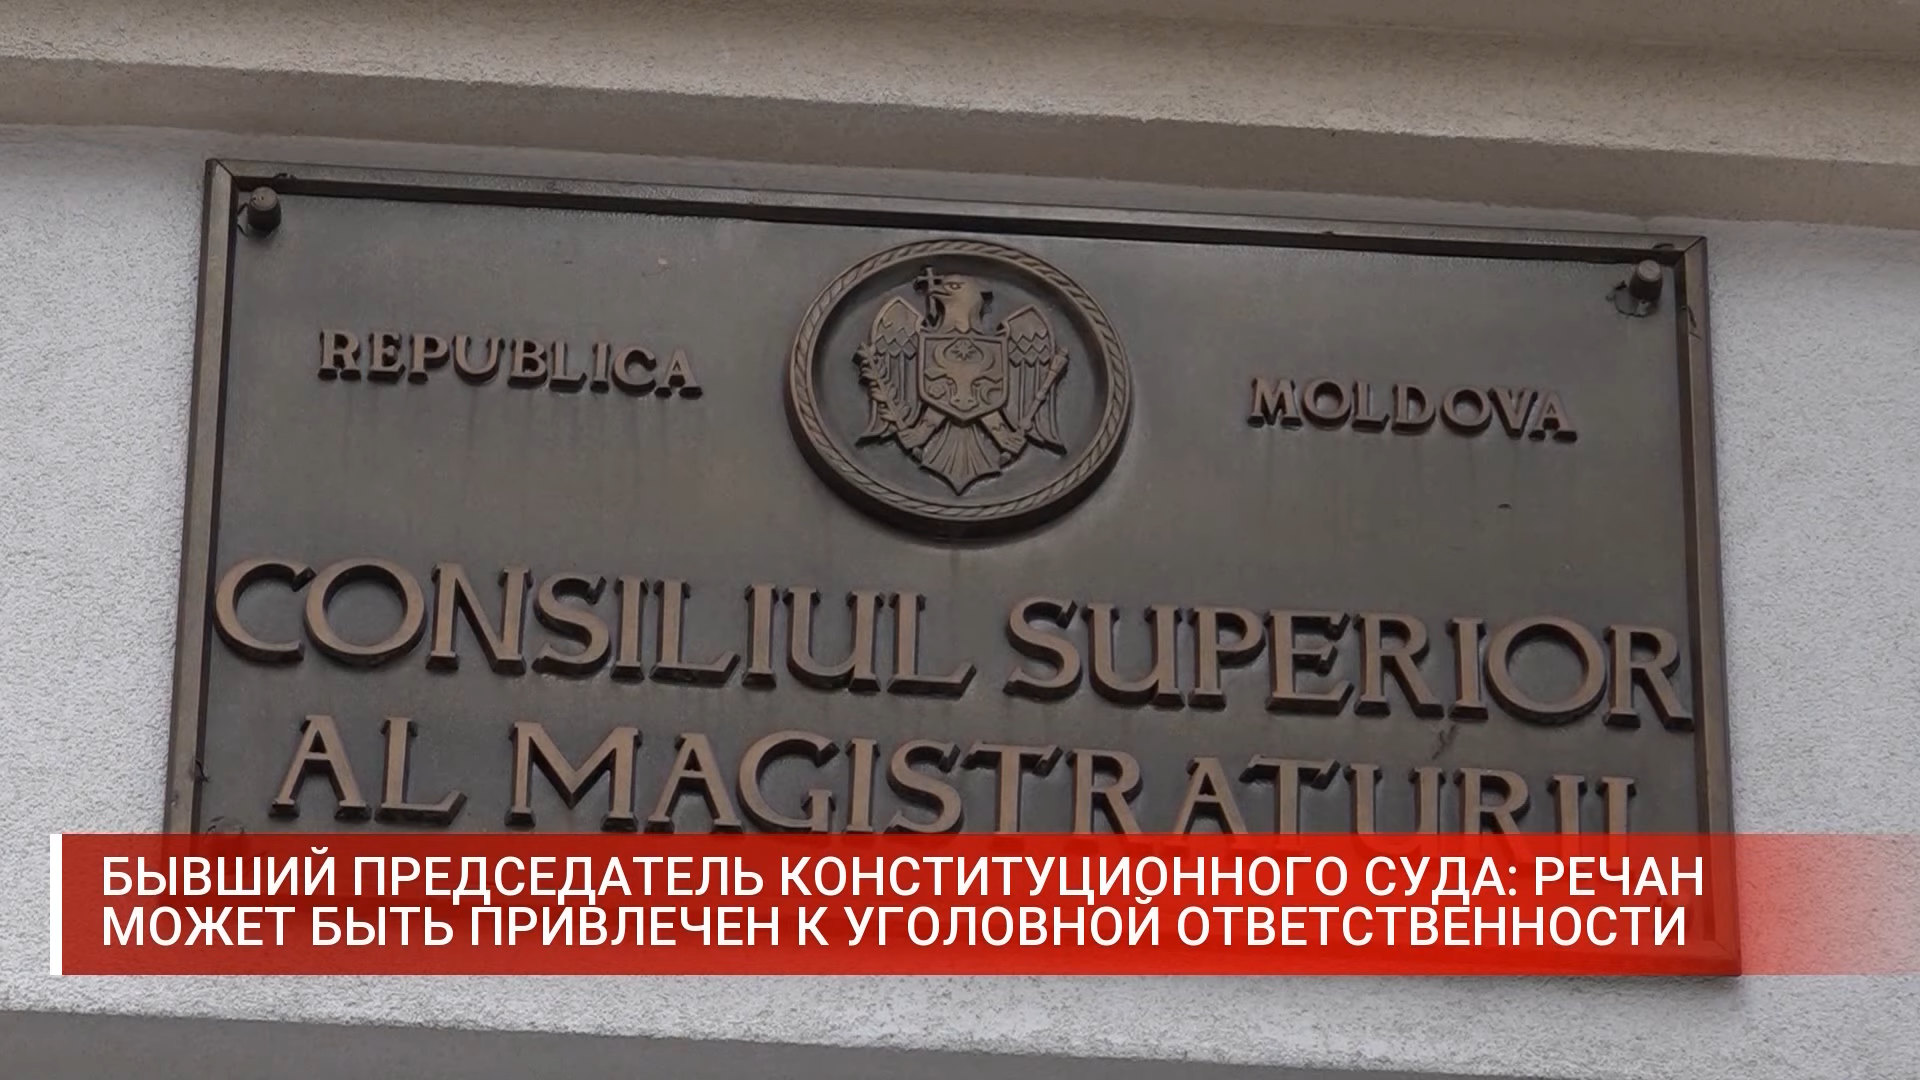 REPUBLICA MOLDOVA
CONSILIUL SUPERIOR
AL MAGISTRATURII
БЫВШИЙ ПРЕДСЕДАТЕЛЬ КОНСТИТУЦИОННОГО СУДА: РЕЧАН
МОЖЕТ БЫТЬ ПРИВЛЕЧЕН К УГОЛОВНОЙ ОТВЕТСТВЕННОСТИ